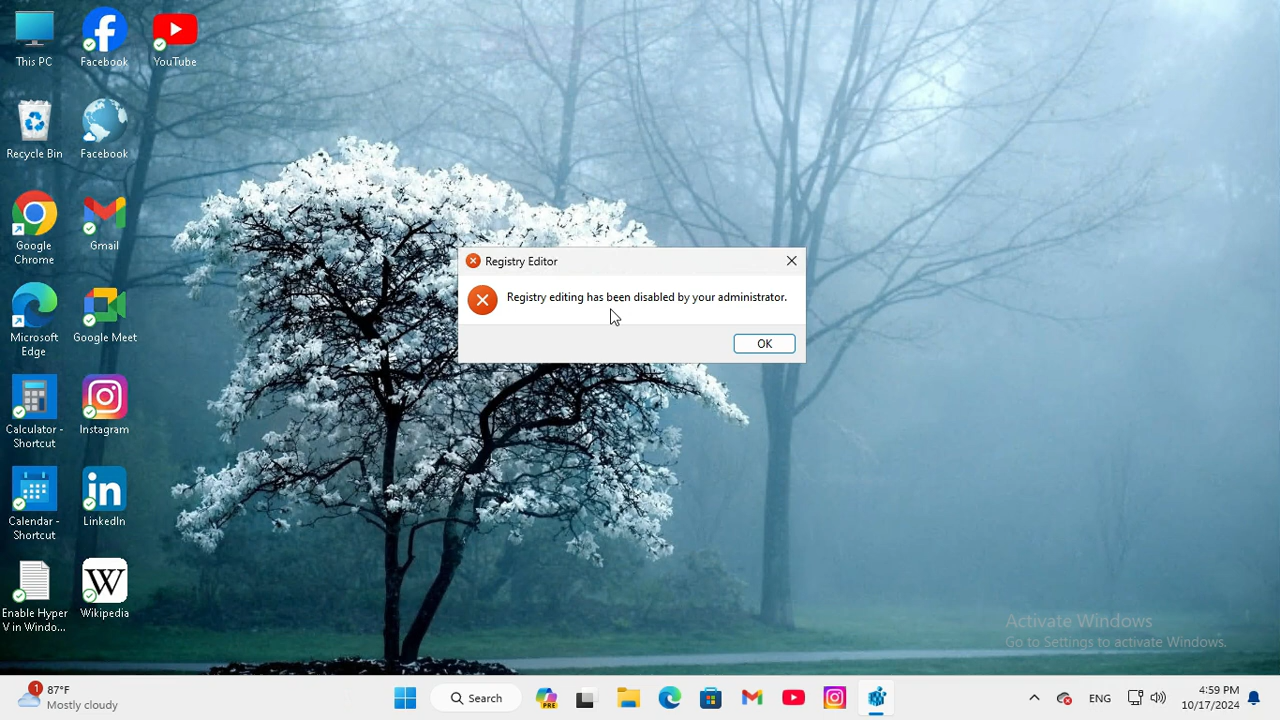 This PC
Facebook
YouTube
Recycle Bin
Facebook
Google
Chrome
Gmail
Microsoft
Edge
Google Meet
Calculator -
Shortcut
Instagram
Calendar -
Shortcut
LinkedIn
Enable Hyper
V in Windo...
Wikipedia
Registry Editor
Registry editing has been disabled by your administrator.
OK
Activate Windows
Go to Settings to activate Windows.
1
87°F
Mostly cloudy
Search
PRE
ENG
4:59 PM
10/17/2024